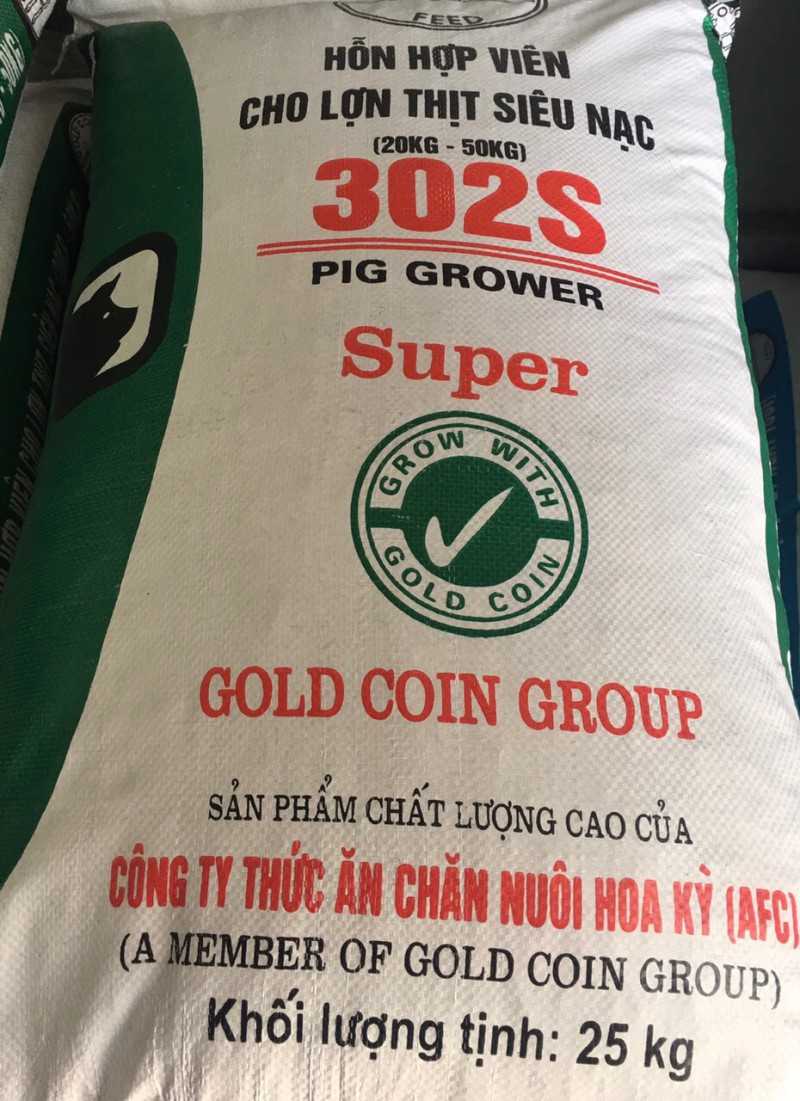 FEED
HỖN HỢP VIÊN
CHO LỢN THỊT SIÊU NẠC
(20KG - 50KG)
302S
PIG GROWER
Super
GROW WITH
GOLD COIN
GOLD COIN GROUP
SẢN PHẨM CHẤT LƯỢNG CAO CỦA
CÔNG TY THỨC ĂN CHĂN NUÔI HOA KỲ (AFC)
(A MEMBER OF GOLD COIN GROUP)
Khối lượng tịnh: 25 kg